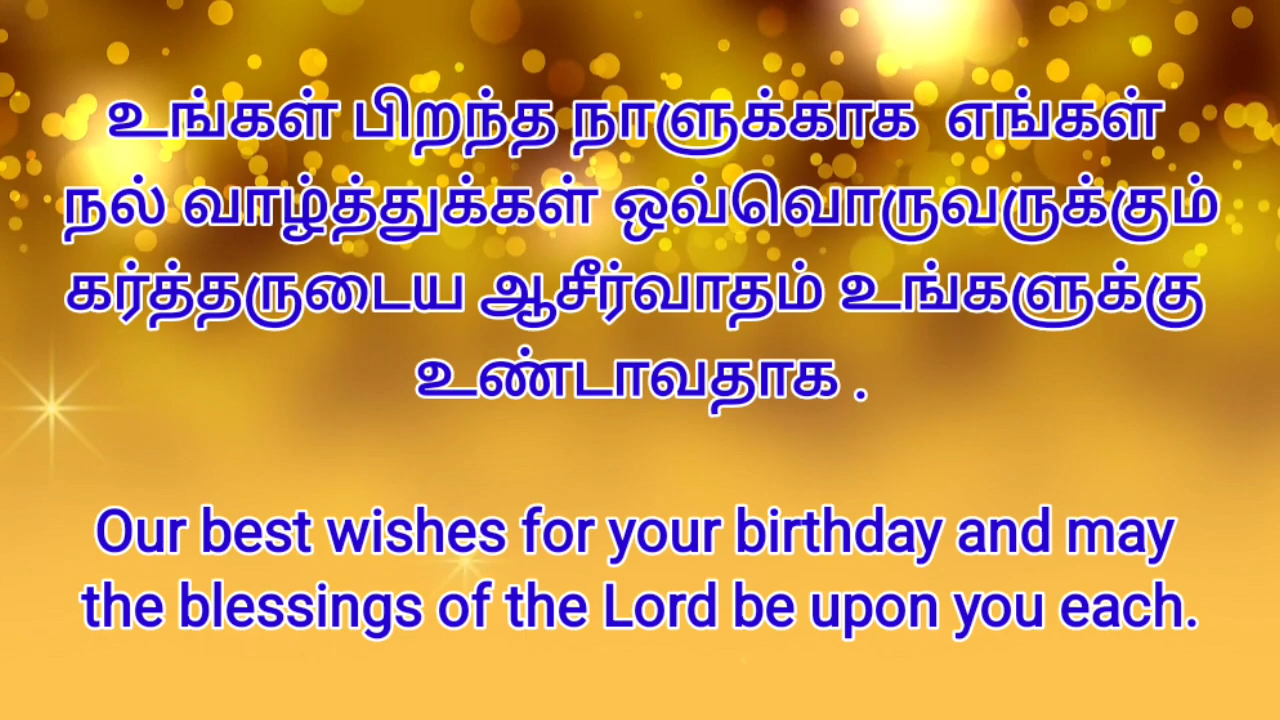 உங்கள் பிறந்த நாளுக்காக எங்கள்
நல் வாழ்த்துக்கள் ஒவ்வொருவருக்கும்
கர்த்தருடைய ஆசீர்வாதம் உங்களுக்கு
உண்டாவதாக .
Our best wishes for your birthday and may
the blessings of the Lord be upon you each.